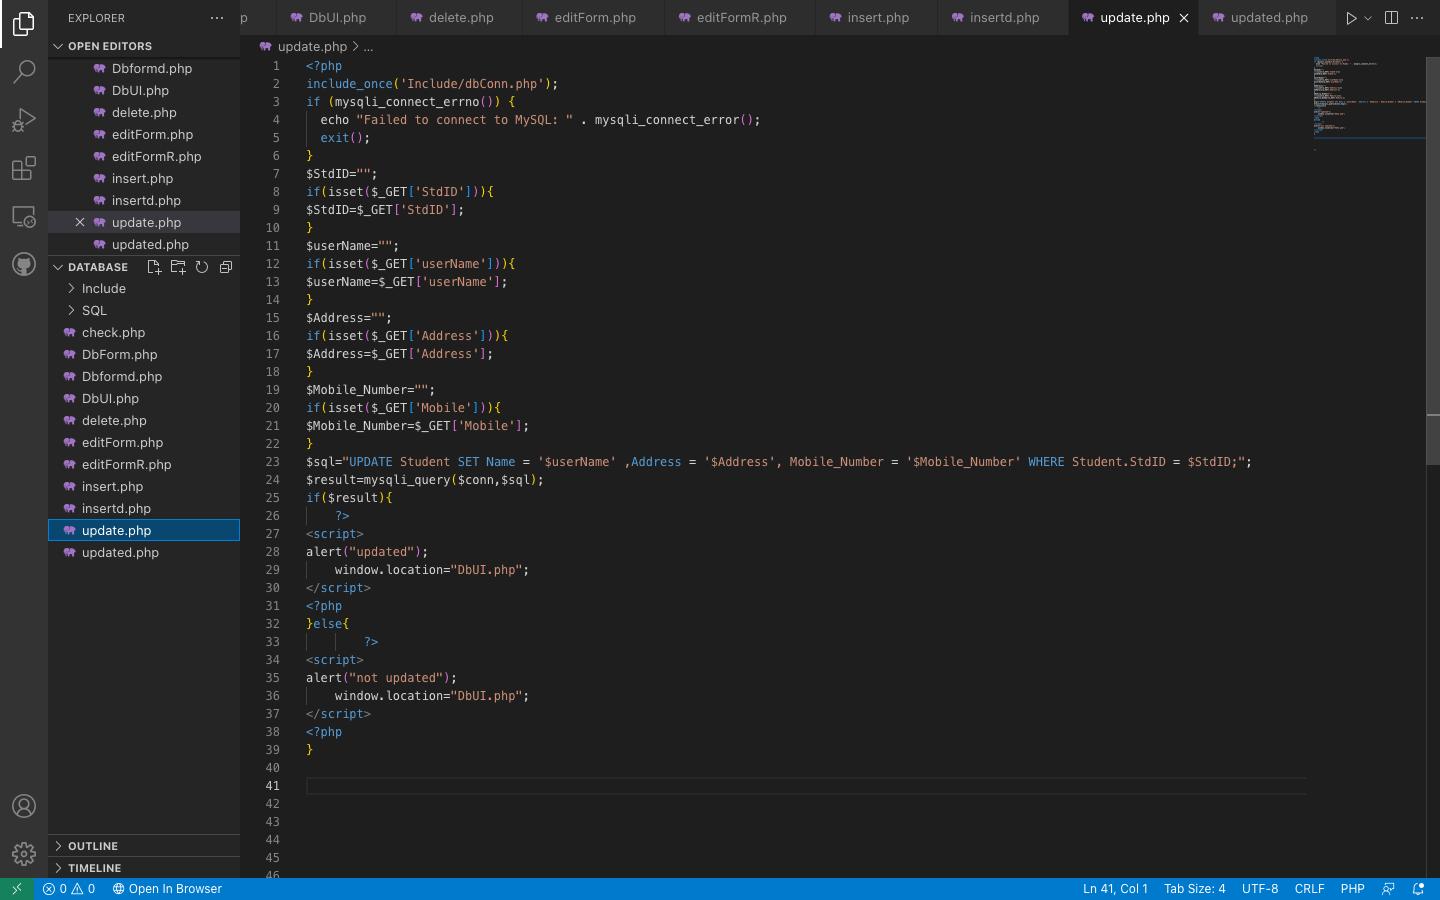 EXPLORER
p
DbUI.php
delete.php
editForm.php
editFormR.php
insert.php
insertd.php
update.php
updated.php
OPEN EDITORS
Dbformd.php
DbUI.php
delete.php
editForm.php
editFormR.php
insert.php
insertd.php
update.php
updated.php
DATABASE
Include
SQL
check.php
DbForm.php
Dbformd.php
DbUI.php
delete.php
editForm.php
editFormR.php
insert.php
insertd.php
update.php
updated.php
OUTLINE
TIMELINE
update.php > ...
1 <?php
2 include_once('Include/dbConn.php');
3 if (mysqli_connect_errno()) {
4 echo "Failed to connect to MySQL: " . mysqli_connect_error();
5 exit();
6 }
7 $StdID="";
8 if(isset($_GET['StdID'])){
9 $StdID=$_GET['StdID'];
10 }
11 $userName="";
12 if(isset($_GET['userName'])){
13 $userName=$_GET['userName'];
14 }
15 $Address="";
16 if(isset($_GET['Address'])){
17 $Address=$_GET['Address'];
18 }
19 $Mobile_Number="";
20 if(isset($_GET['Mobile'])){
21 $Mobile_Number=$_GET['Mobile'];
22 }
23 $sql="UPDATE Student SET Name = '$userName' ,Address = '$Address', Mobile_Number = '$Mobile_Number' WHERE Student.StdID = $StdID;";
24 $result=mysqli_query($conn,$sql);
25 if($result){
26 ?>
27 <script>
28 alert("updated");
29 window.location="DbUI.php";
30 </script>
31 <?php
32 }else{
33 ?>
34 <script>
35 alert("not updated");
36 window.location="DbUI.php";
37 </script>
38 <?php
39 }
40
41
42
43
44
45
46
0 0 Open In Browser
Ln 41, Col 1 Tab Size: 4 UTF-8 CRLF PHP